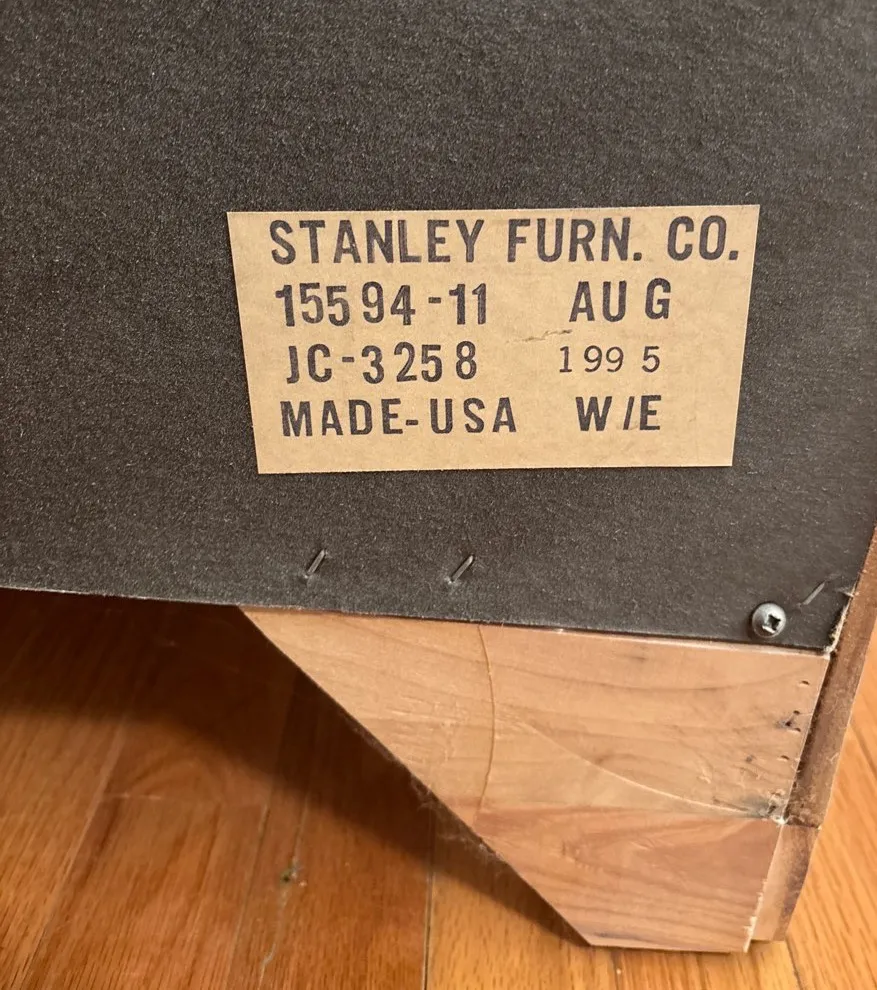 STANLEY FURN. CO.
15594-11 AUG
JC-3258 1995
MADE-USA W/E